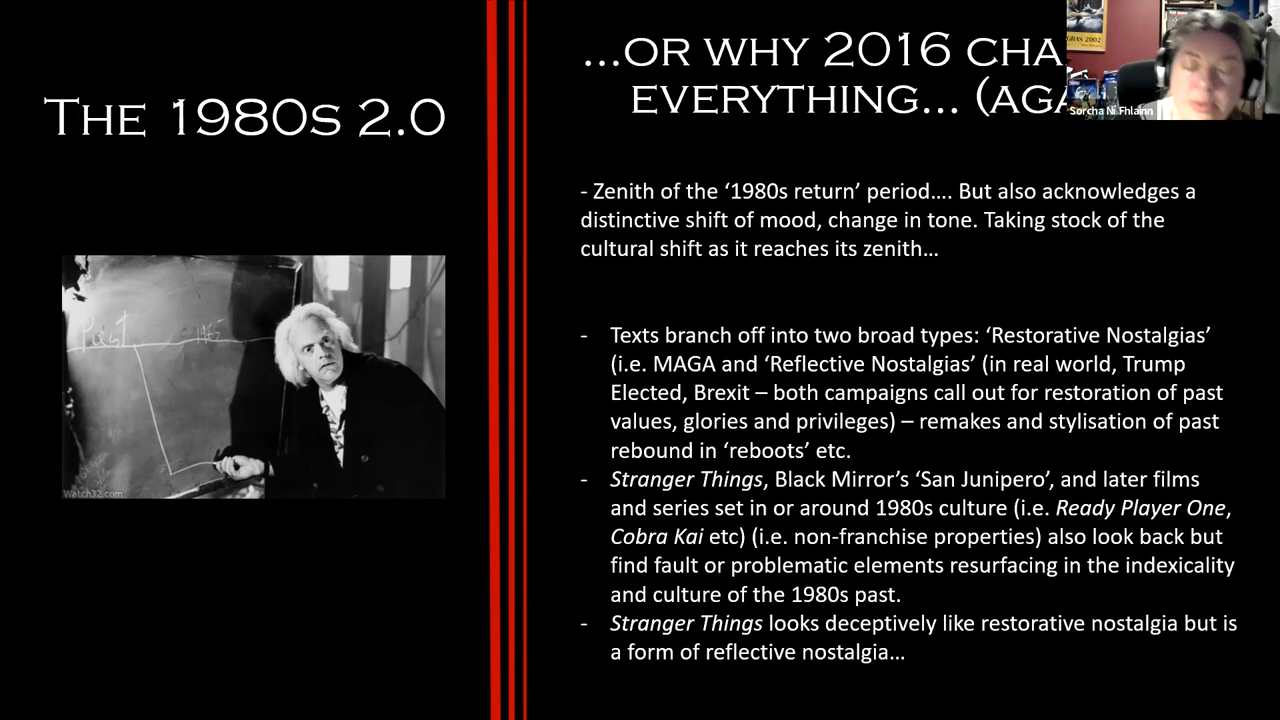 THE 1980S 2.0
…OR WHY 2016 CHA
EVERYTHING… (AGA
GRAS 2002
Sorcha Ni Fhlainn
- Zenith of the ‘1980s return’ period…. But also acknowledges a
distinctive shift of mood, change in tone. Taking stock of the
cultural shift as it reaches its zenith…
Past
1985
Watch32.com
- Texts branch off into two broad types: ‘Restorative Nostalgias’
(i.e. MAGA and ‘Reflective Nostalgias’ (in real world, Trump
Elected, Brexit – both campaigns call out for restoration of past
values, glories and privileges) – remakes and stylisation of past
rebound in ‘reboots’ etc.
- Stranger Things, Black Mirror’s ‘San Junipero’, and later films
and series set in or around 1980s culture (i.e. Ready Player One,
Cobra Kai etc) (i.e. non-franchise properties) also look back but
find fault or problematic elements resurfacing in the indexicality
and culture of the 1980s past.
- Stranger Things looks deceptively like restorative nostalgia but is
a form of reflective nostalgia…